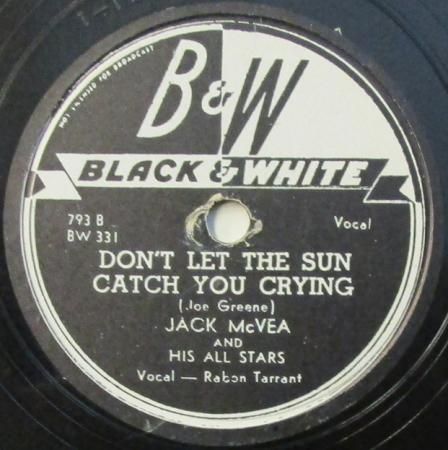 NOT INTENDED FOR BROADCAST
B&W
BLACK & WHITE
793 B
BW 331
Vocal
DON'T LET THE SUN
CATCH YOU CRYING
(Joe Greene)
JACK McVEA
AND
HIS ALL STARS
Vocal — Rabon Tarrant